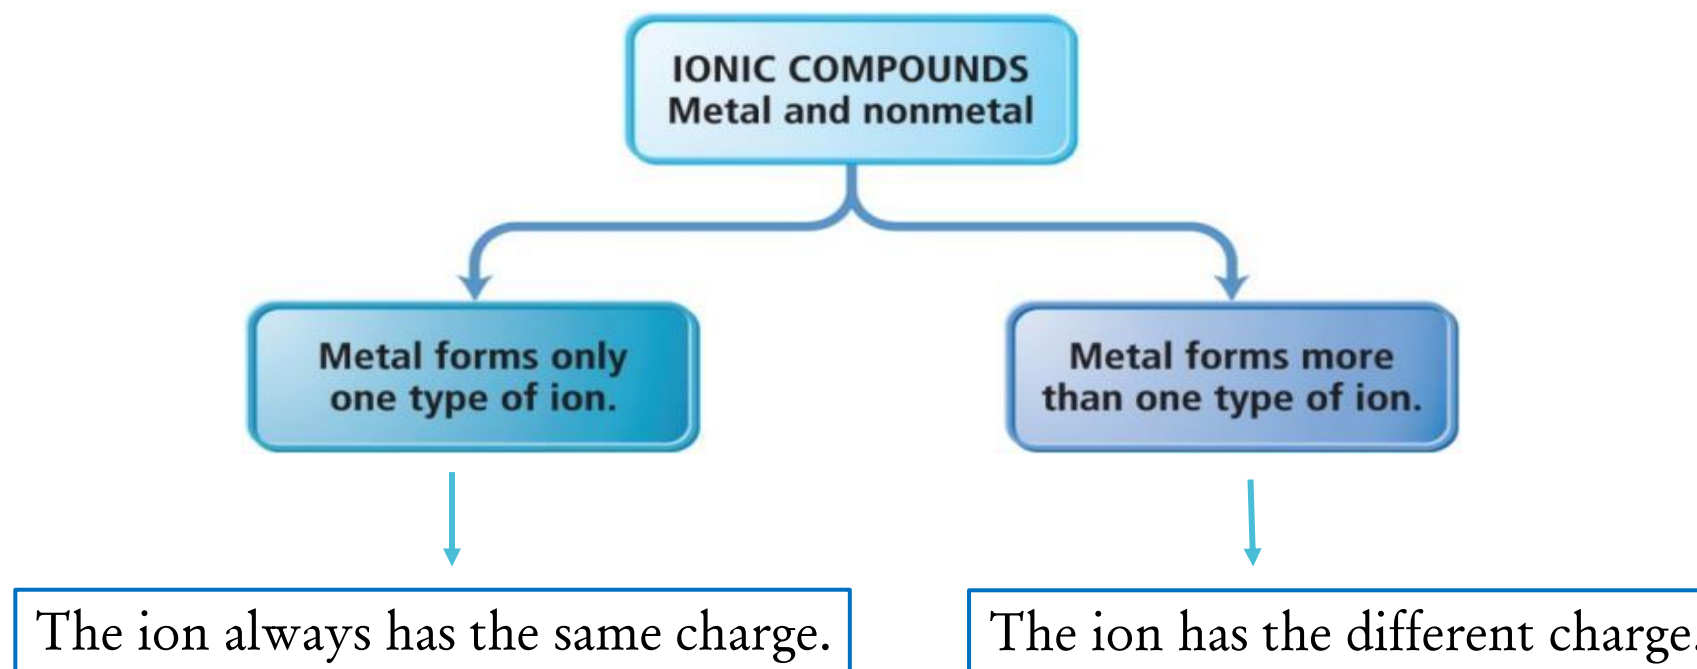 IONIC COMPOUNDS
Metal and nonmetal
Metal forms only
one type of ion.
Metal forms more
than one type of ion.
The ion always has the same charge.
The ion has the different charge.